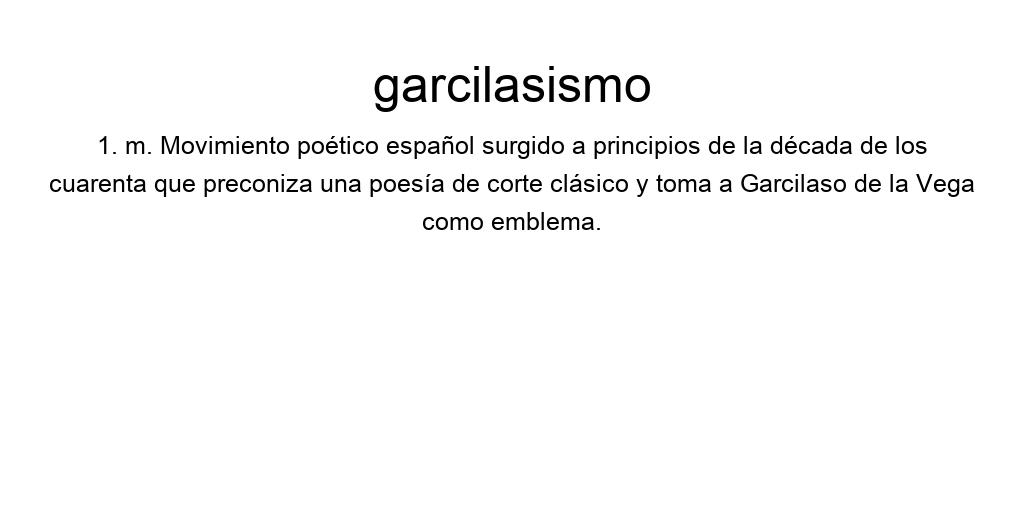 garcilasismo
1. m. Movimiento poético español surgido a principios de la década de los
cuarenta que preconiza una poesía de corte clásico y toma a Garcilaso de la Vega
como emblema.